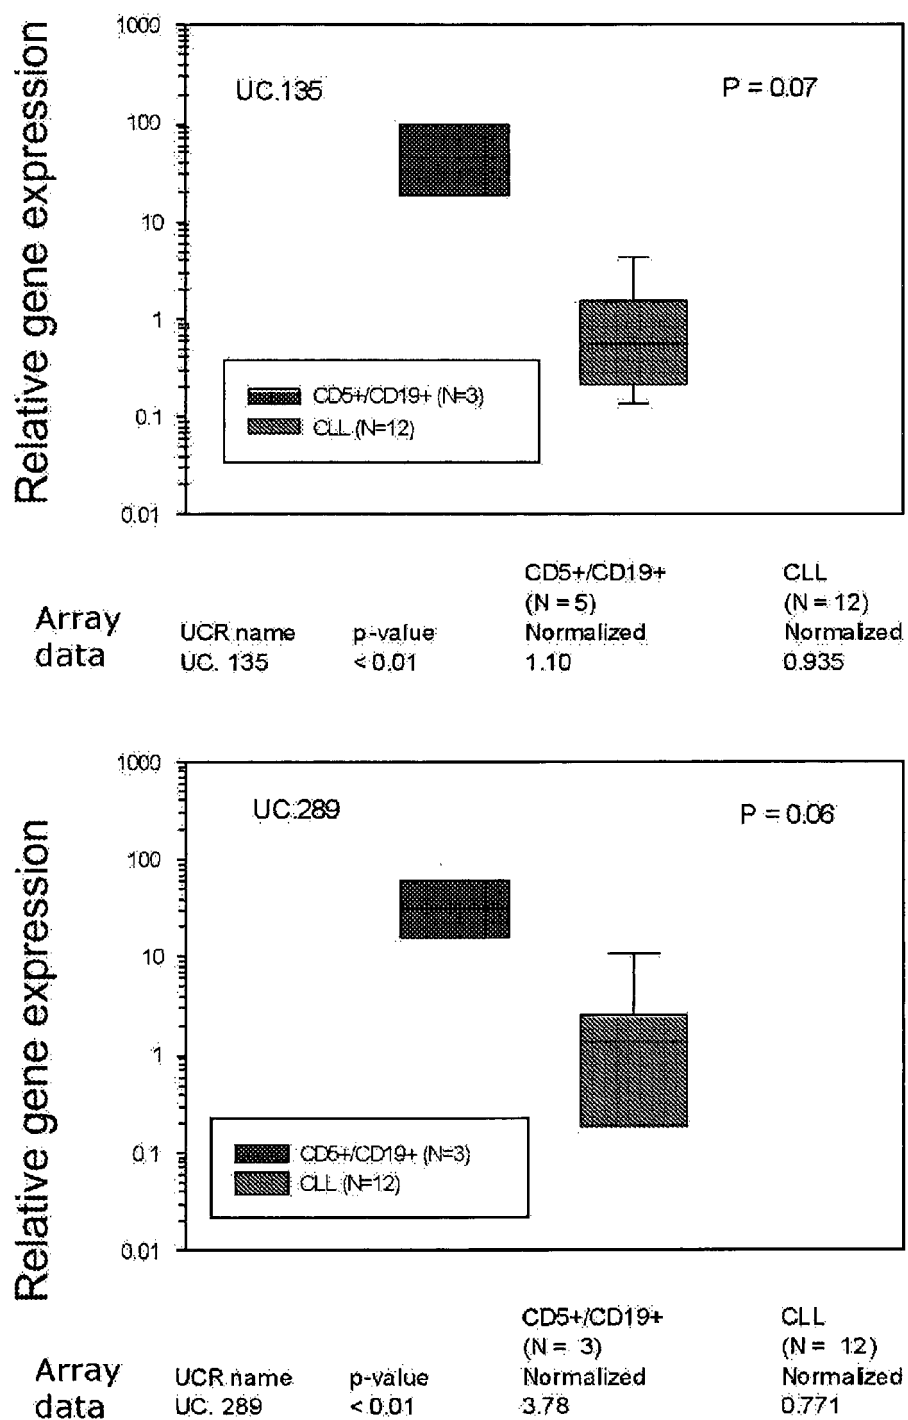 Relative gene expression
1000
100
10
1
0.1
0.01
UC.135
P = 0.07
CD5+/CD19+ (N=3)
CLL (N=12)
Array
data
CD5+/CD19+ CLL
(N = 5) (N = 12)
UCR name p-value Normalized Normalized
UC. 135 < 0.01 1.10 0.935
Relative gene expression
1000
100
10
1
0.1
0.01
UC.289
P = 0.06
CD5+/CD19+ (N=3)
CLL (N=12)
Array
data
CD5+/CD19+ CLL
(N = 3) (N = 12)
UCR name p-value Normalized Normalized
UC. 289 < 0.01 3.78 0.771